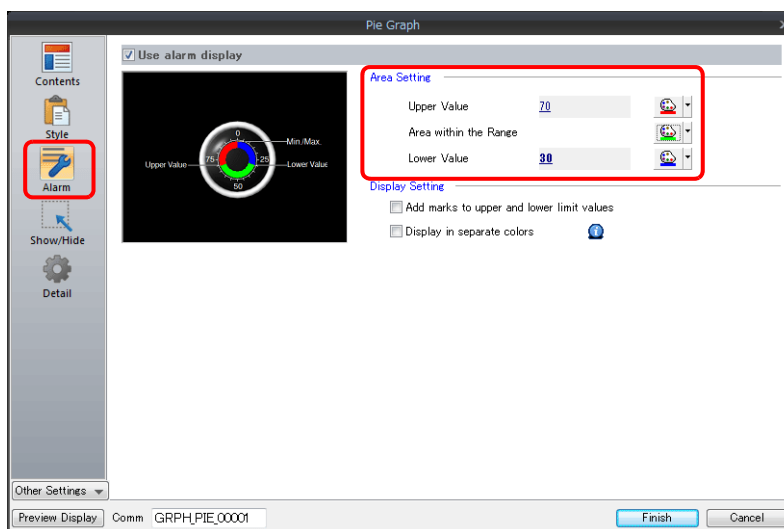 Pie Graph
Contents
Style
Alarm
Show/Hide
Detail
Other Settings
Use alarm display
0
Min./Max.
Upper Value
75
25
Lower Value
50
Area Setting
Upper Value 70
Area within the Range
Lower Value 30
Display Setting
Add marks to upper and lower limit values
Display in separate colors
Preview Display Comm GRPH_PIE_00001 Finish Cancel